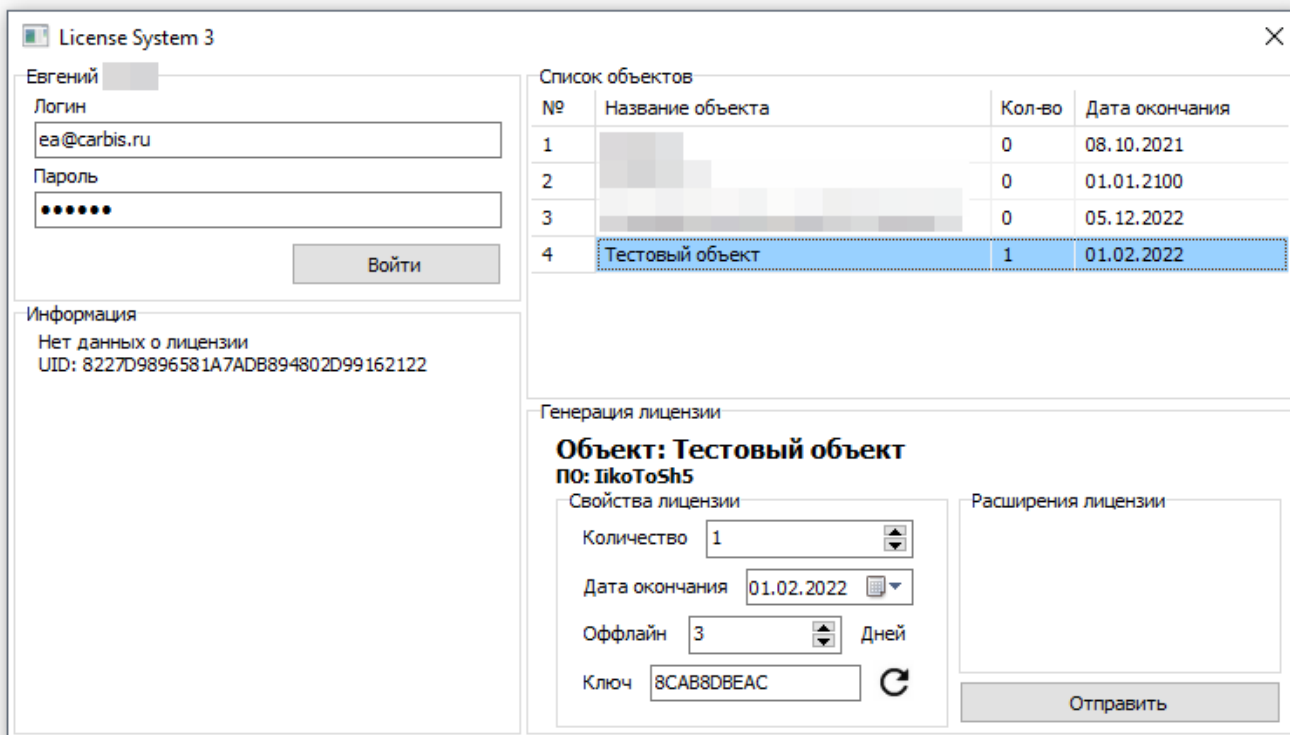 License System 3
Евгений
Логин
ea@carbis.ru
Пароль
••••••
Войти
Информация
Нет данных о лицензии
UID: 8227D9896581A7ADB894802D99162122
Список объектов
№ Название объекта Кол-во Дата окончания
1 0 08.10.2021
2 0 01.01.2100
3 0 05.12.2022
4 Тестовый объект 1 01.02.2022
Генерация лицензии
Объект: Тестовый объект
ПО: IikoToSh5
Свойства лицензии
Количество 1
Дата окончания 01.02.2022
Оффлайн 3 Дней
Ключ 8CAB8DBEAC
Расширения лицензии
Отправить